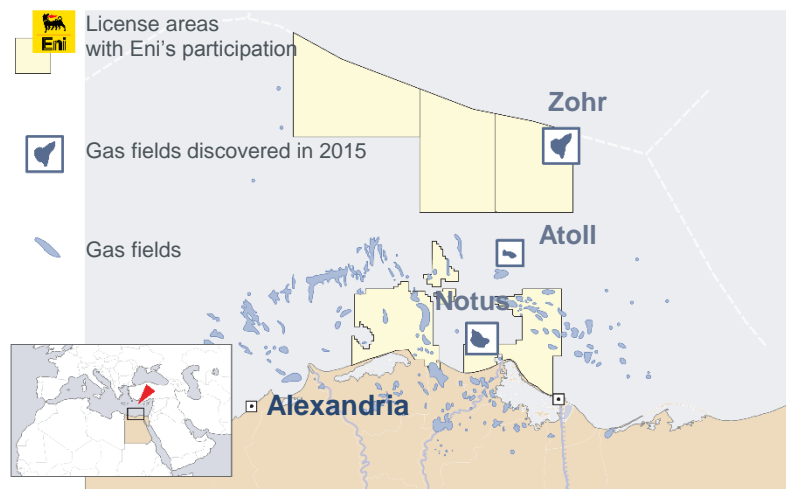 Eni
License areas
with Eni's participation
Zohr
Gas fields discovered in 2015
Atoll
Gas fields
Notus
Alexandria